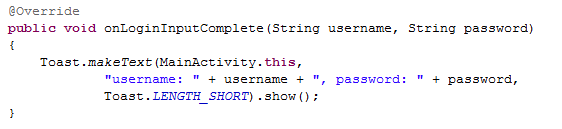 @Override
public void onLoginInputComplete(String username, String password)
{
    Toast.makeText(MainActivity.this,
            "username: " + username + ", password: " + password,
            Toast.LENGTH_SHORT).show();
}